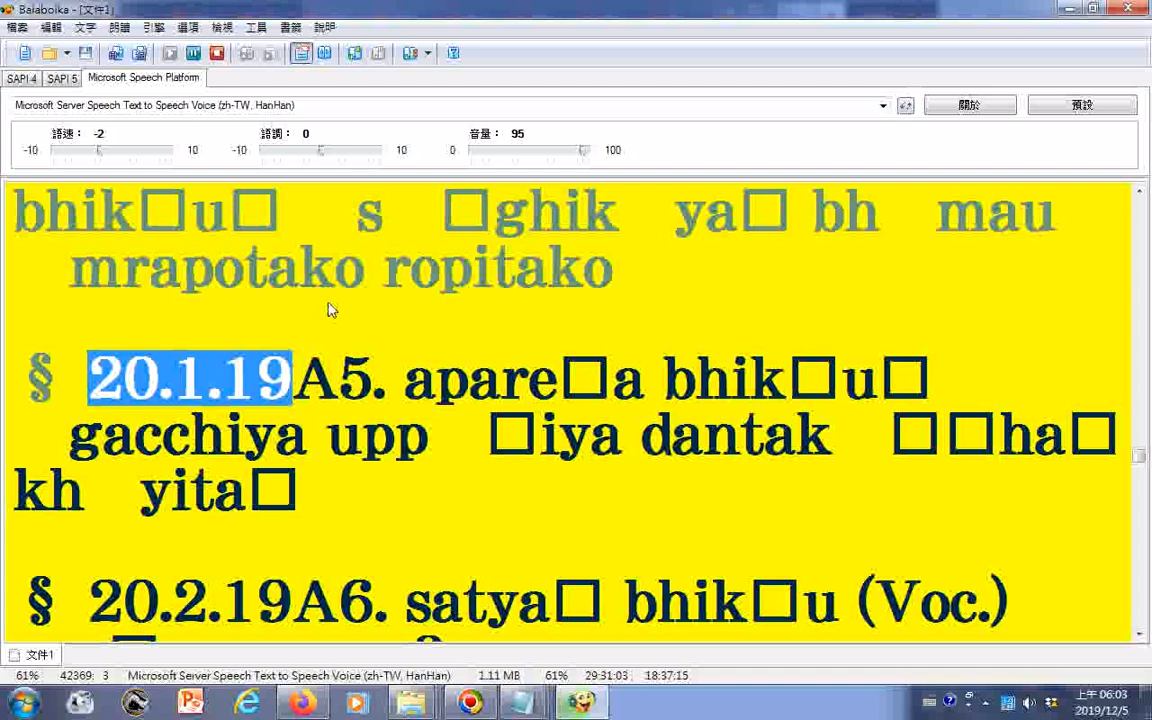 Balabolka - [文件1]
檔案 編輯 文字 朗讀 引擎 選項 檢視 工具 書籤 說明
SAPI 4 SAPI 5 Microsoft Speech Platform
Microsoft Server Speech Text to Speech Voice (zh-TW, HanHan) 關於 預設
語速： -2 語調： 0 音量： 95
-10 10 -10 10 0 100
bhik□u□ s □ghik ya□ bh mau
mrapotako ropitako
§ 20.1.19A5. apare□a bhik□u□
gacchiya upp □iya dantak □□ha□
kh yita□
§ 20.2.19A6. satya□ bhik□u (Voc.)
文件1
61% 42369: 3 Microsoft Server Speech Text to Speech Voice (zh-TW, HanHan) 1.11 MB 61% 29:31:03 18:37:15
上午 06:03
2019/12/5